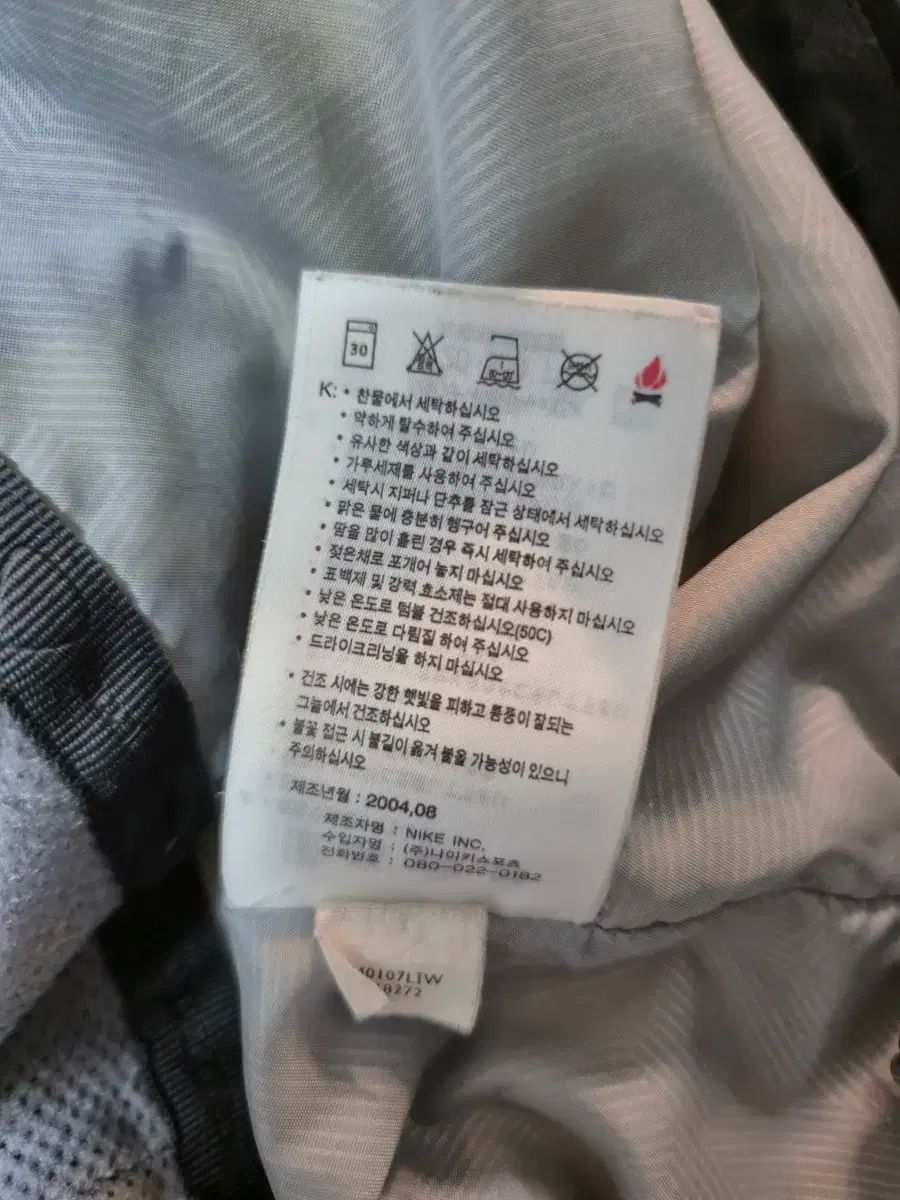 30
K: • 찬물에서 세탁하십시오
• 약하게 탈수하여 주십시오
• 유사한 색상과 같이 세탁하십시오
• 가루세제를 사용하여 주십시오
• 세탁시 지퍼나 단추를 잠근 상태에서 세탁하십시오
• 맑은 물에 충분히 헹구어 주십시오
• 땀을 많이 흘린 경우 즉시 세탁하여 주십시오
• 젖은채로 포개어 놓지 마십시오
• 표백제 및 강력 효소제는 절대 사용하지 마십시오
• 낮은 온도로 텀블 건조하십시오(50C)
• 낮은 온도로 다림질 하여 주십시오
• 드라이크리닝을 하지 마십시오
• 건조 시에는 강한 햇빛을 피하고 통풍이 잘되는
그늘에서 건조하십시오
• 불꽃 접근 시 불길이 옮겨 붙을 가능성이 있으니
주의하십시오
제조년월 : 2004,08
제조자명 : NIKE INC.
수입자명 : (주)나이키스포츠
전화번호 : 080-022-0182
0107LIW
8272